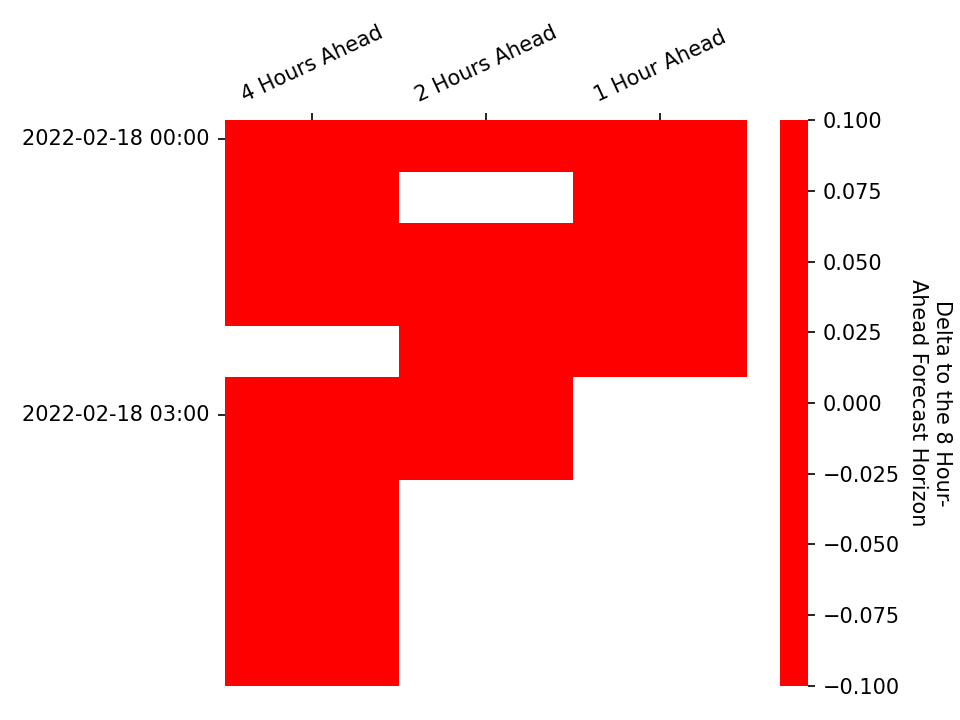 4 Hours Ahead
2 Hours Ahead
1 Hour Ahead
2022-02-18 00:00
2022-02-18 03:00
0.100
0.075
0.050
0.025
0.000
−0.025
−0.050
−0.075
−0.100
Delta to the 8 Hour-
Ahead Forecast Horizon